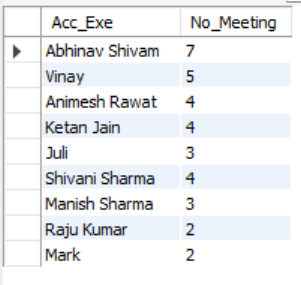 Acc_Exe No_Meeting
Abhinav Shivam 7
Vinay 5
Animesh Rawat 4
Ketan Jain 4
Juli 3
Shivani Sharma 4
Manish Sharma 3
Raju Kumar 2
Mark 2